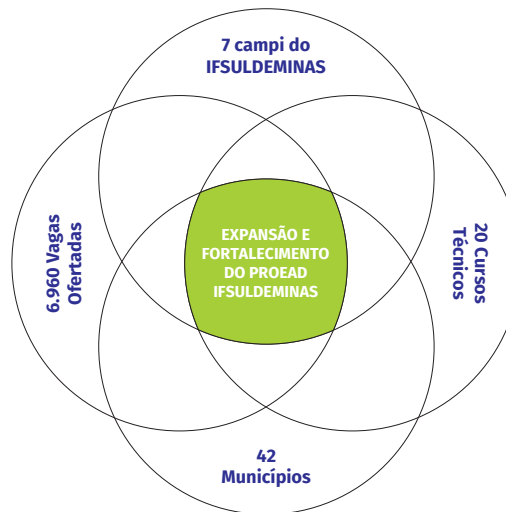 7 campi do
IFSULDEMINAS
6.960 Vagas
Ofertadas
EXPANSÃO E
FORTALECIMENTO
DO PROEAD
IFSULDEMINAS
20 Cursos
Técnicos
42
Municípios